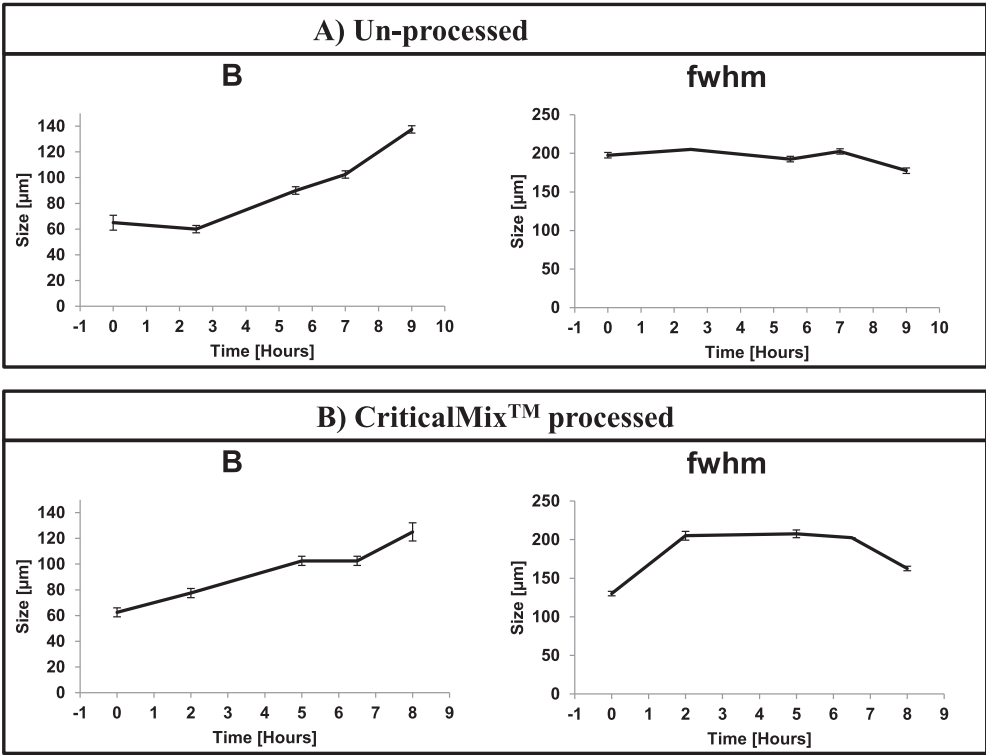 A) Un-processed
B
fwhm
Size [µm]
140
120
100
80
60
40
20
0
-1 0 1 2 3 4 5 6 7 8 9 10
Time [Hours]
Size [µm]
250
200
150
100
50
0
-1 0 1 2 3 4 5 6 7 8 9 10
Time [Hours]
B) CriticalMix™ processed
B
fwhm
Size [µm]
140
120
100
80
60
40
20
0
-1 0 1 2 3 4 5 6 7 8 9
Time [Hours]
Size [µm]
250
200
150
100
50
0
-1 0 1 2 3 4 5 6 7 8 9
Time [Hours]